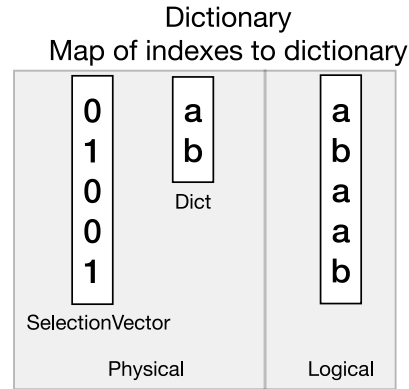 Dictionary
Map of indexes to dictionary
0
1
0
0
1
SelectionVector
a
b
Dict
Physical
a
b
a
a
b
Logical